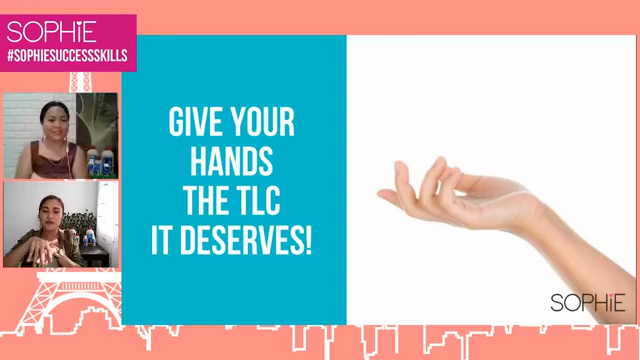 SOPHIE
#SOPHIESUCCESSSKILLS
GIVE YOUR
HANDS
THE TLC
IT DESERVES!
SOPHIE